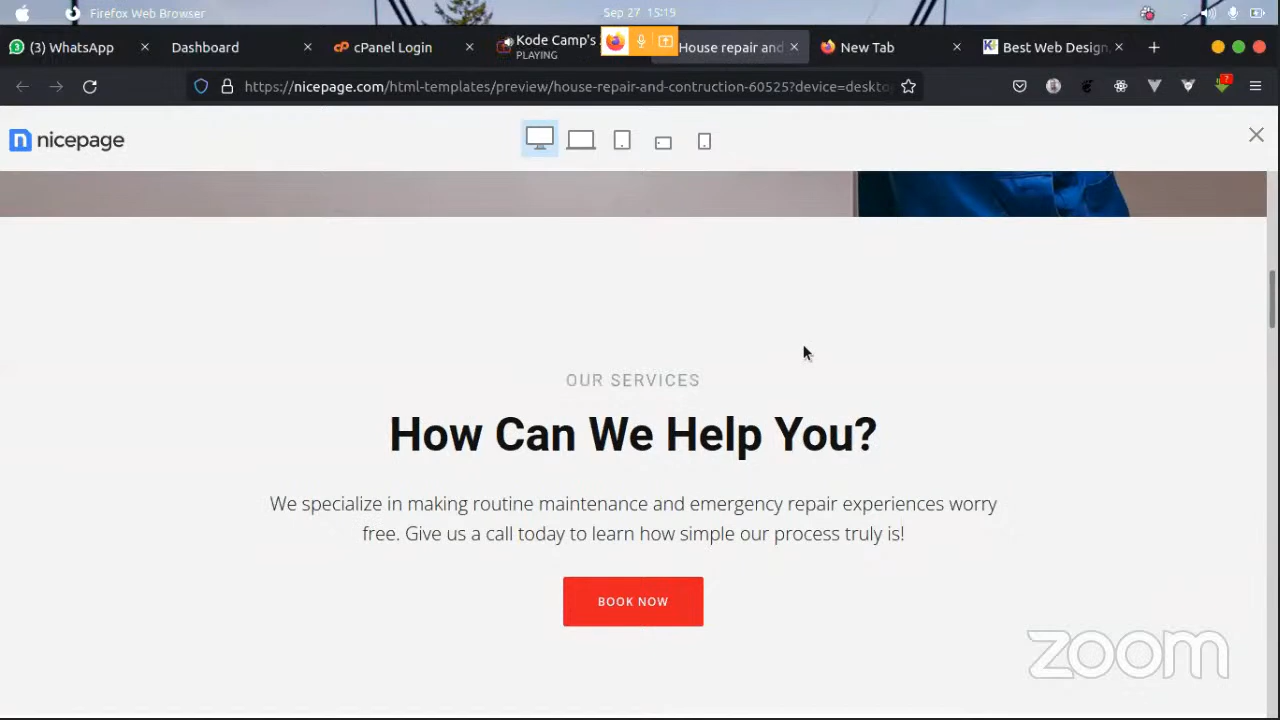 Firefox Web Browser
Sep 27 15:19
(3) WhatsApp
Dashboard
cPanel Login
Kode Camp's
PLAYING
House repair and
New Tab
Best Web Design,
https://nicepage.com/html-templates/preview/house-repair-and-contruction-60525?device=deskto
nicepage
OUR SERVICES
How Can We Help You?
We specialize in making routine maintenance and emergency repair experiences worry
free. Give us a call today to learn how simple our process truly is!
BOOK NOW
zoom